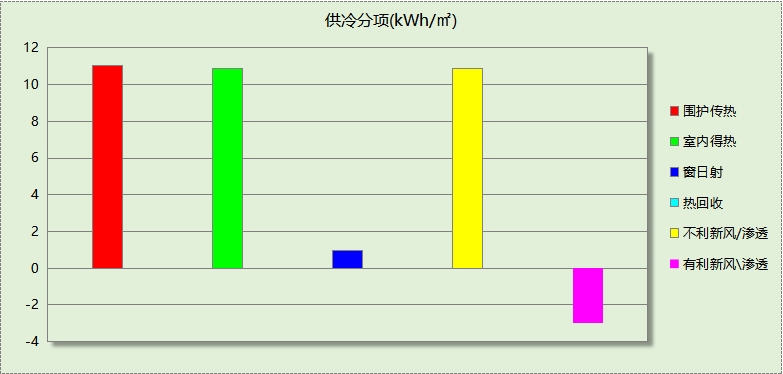 供冷分项(kWh/㎡)
12
10
8
6
4
2
0
-2
-4
围护传热
室内得热
窗日射
热回收
不利新风/渗透
有利新风\渗透